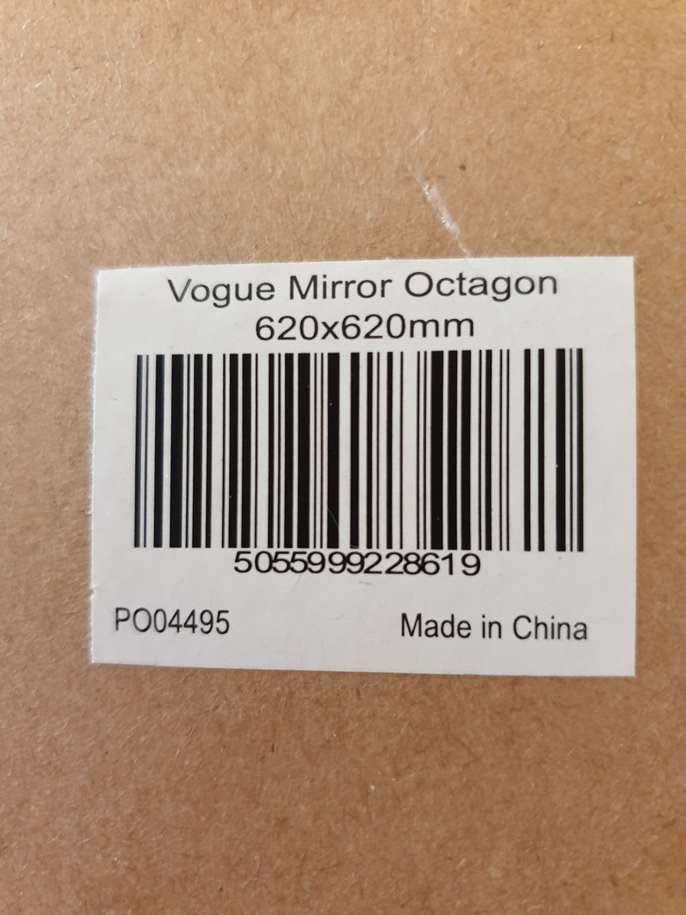 Vogue Mirror Octagon
620x620mm
5055999228619
PO04495 Made in China